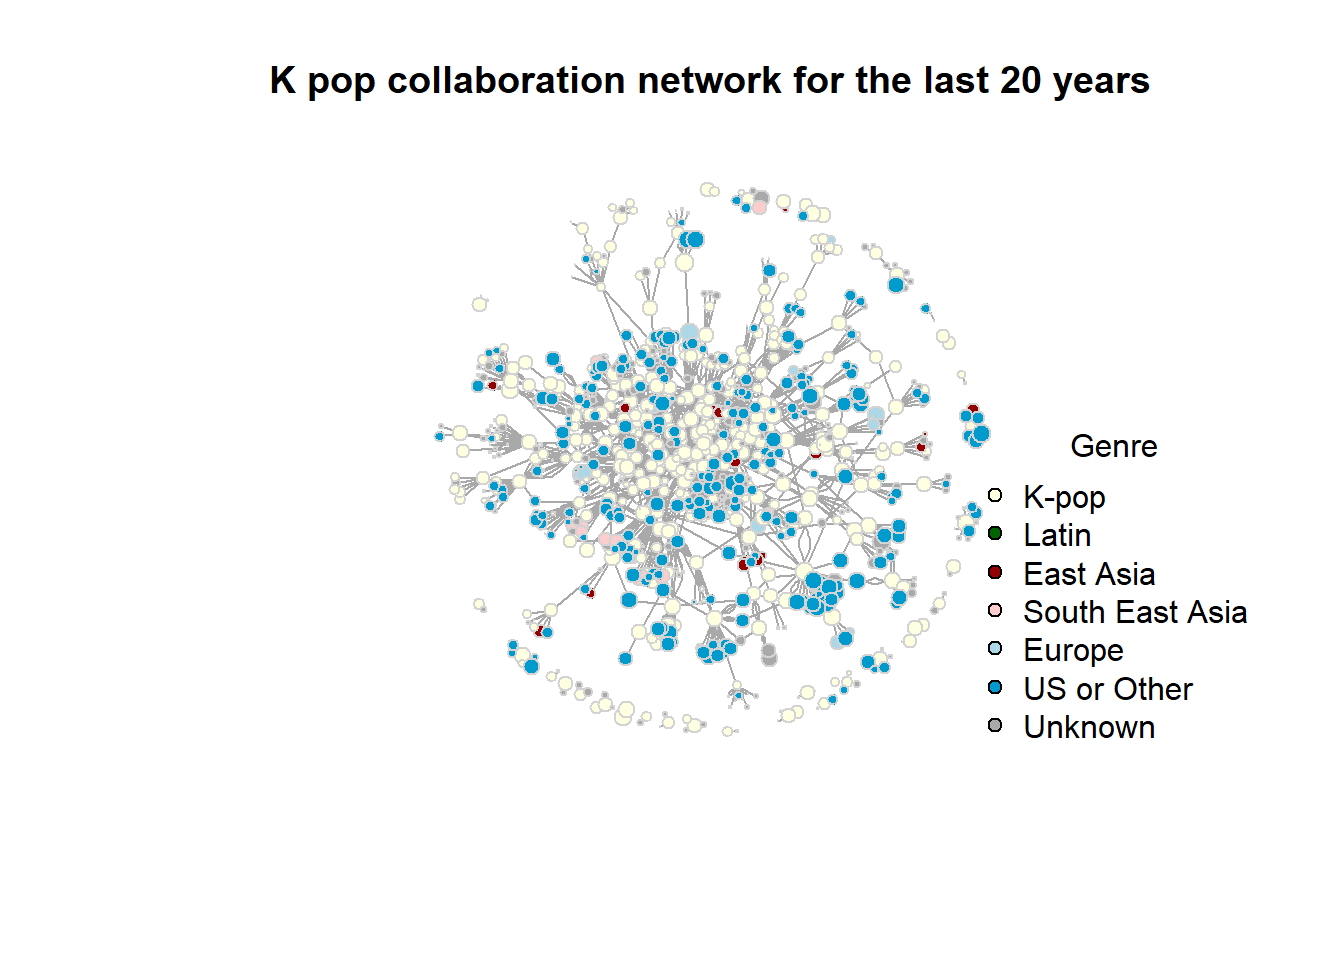 K pop collaboration network for the last 20 years
Genre
K-pop
Latin
East Asia
South East Asia
Europe
US or Other
Unknown